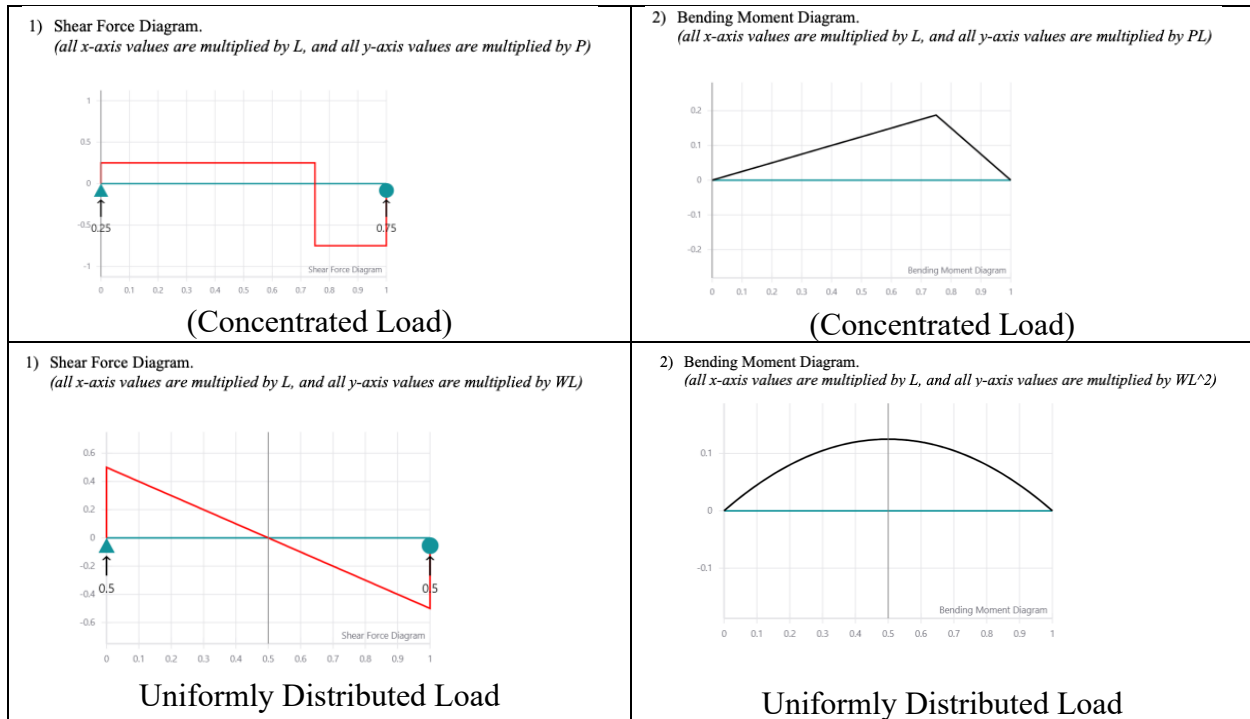 1) Shear Force Diagram.
(all x-axis values are multiplied by L, and all y-axis values are multiplied by P)
1
0.5
0
-0.5
-1
0.25
0.75
Shear Force Diagram
0 0.1 0.2 0.3 0.4 0.5 0.6 0.7 0.8 0.9 1
(Concentrated Load)
2) Bending Moment Diagram.
(all x-axis values are multiplied by L, and all y-axis values are multiplied by PL)
0.2
0.1
0
-0.1
-0.2
Bending Moment Diagram
0 0.1 0.2 0.3 0.4 0.5 0.6 0.7 0.8 0.9 1
(Concentrated Load)
1) Shear Force Diagram.
(all x-axis values are multiplied by L, and all y-axis values are multiplied by WL)
0.6
0.4
0.2
0
-0.2
-0.4
-0.6
0.5
0.5
Shear Force Diagram
0 0.1 0.2 0.3 0.4 0.5 0.6 0.7 0.8 0.9 1
Uniformly Distributed Load
2) Bending Moment Diagram.
(all x-axis values are multiplied by L, and all y-axis values are multiplied by WL^2)
0.1
0
-0.1
Bending Moment Diagram
0 0.1 0.2 0.3 0.4 0.5 0.6 0.7 0.8 0.9 1
Uniformly Distributed Load